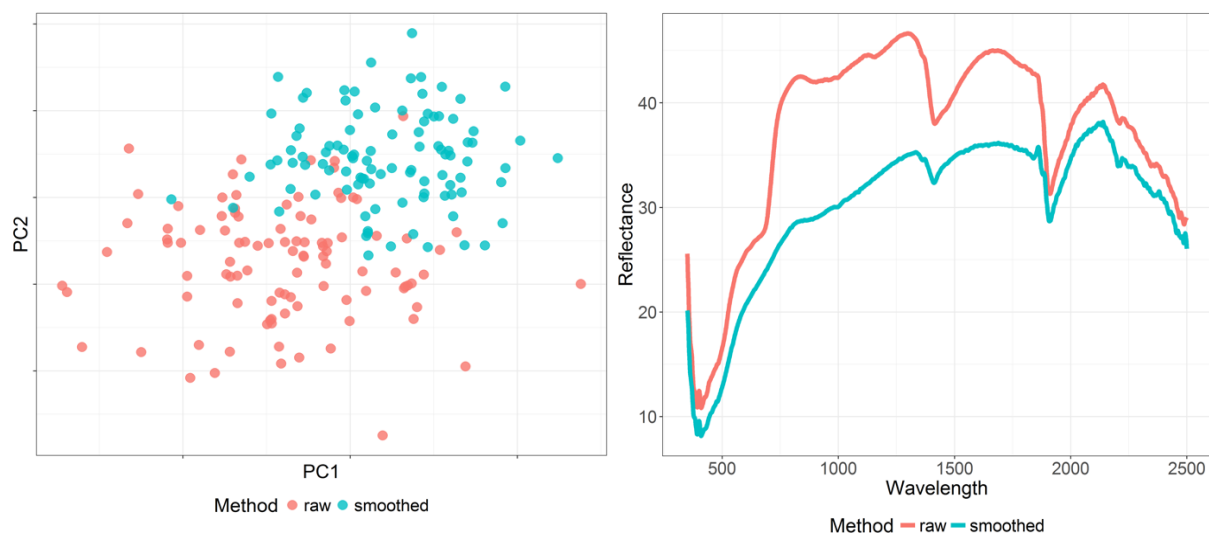 PC2
PC1
Method raw smoothed
Reflectance
40
30
20
10
500 1000 1500 2000 2500
Wavelength
Method raw smoothed